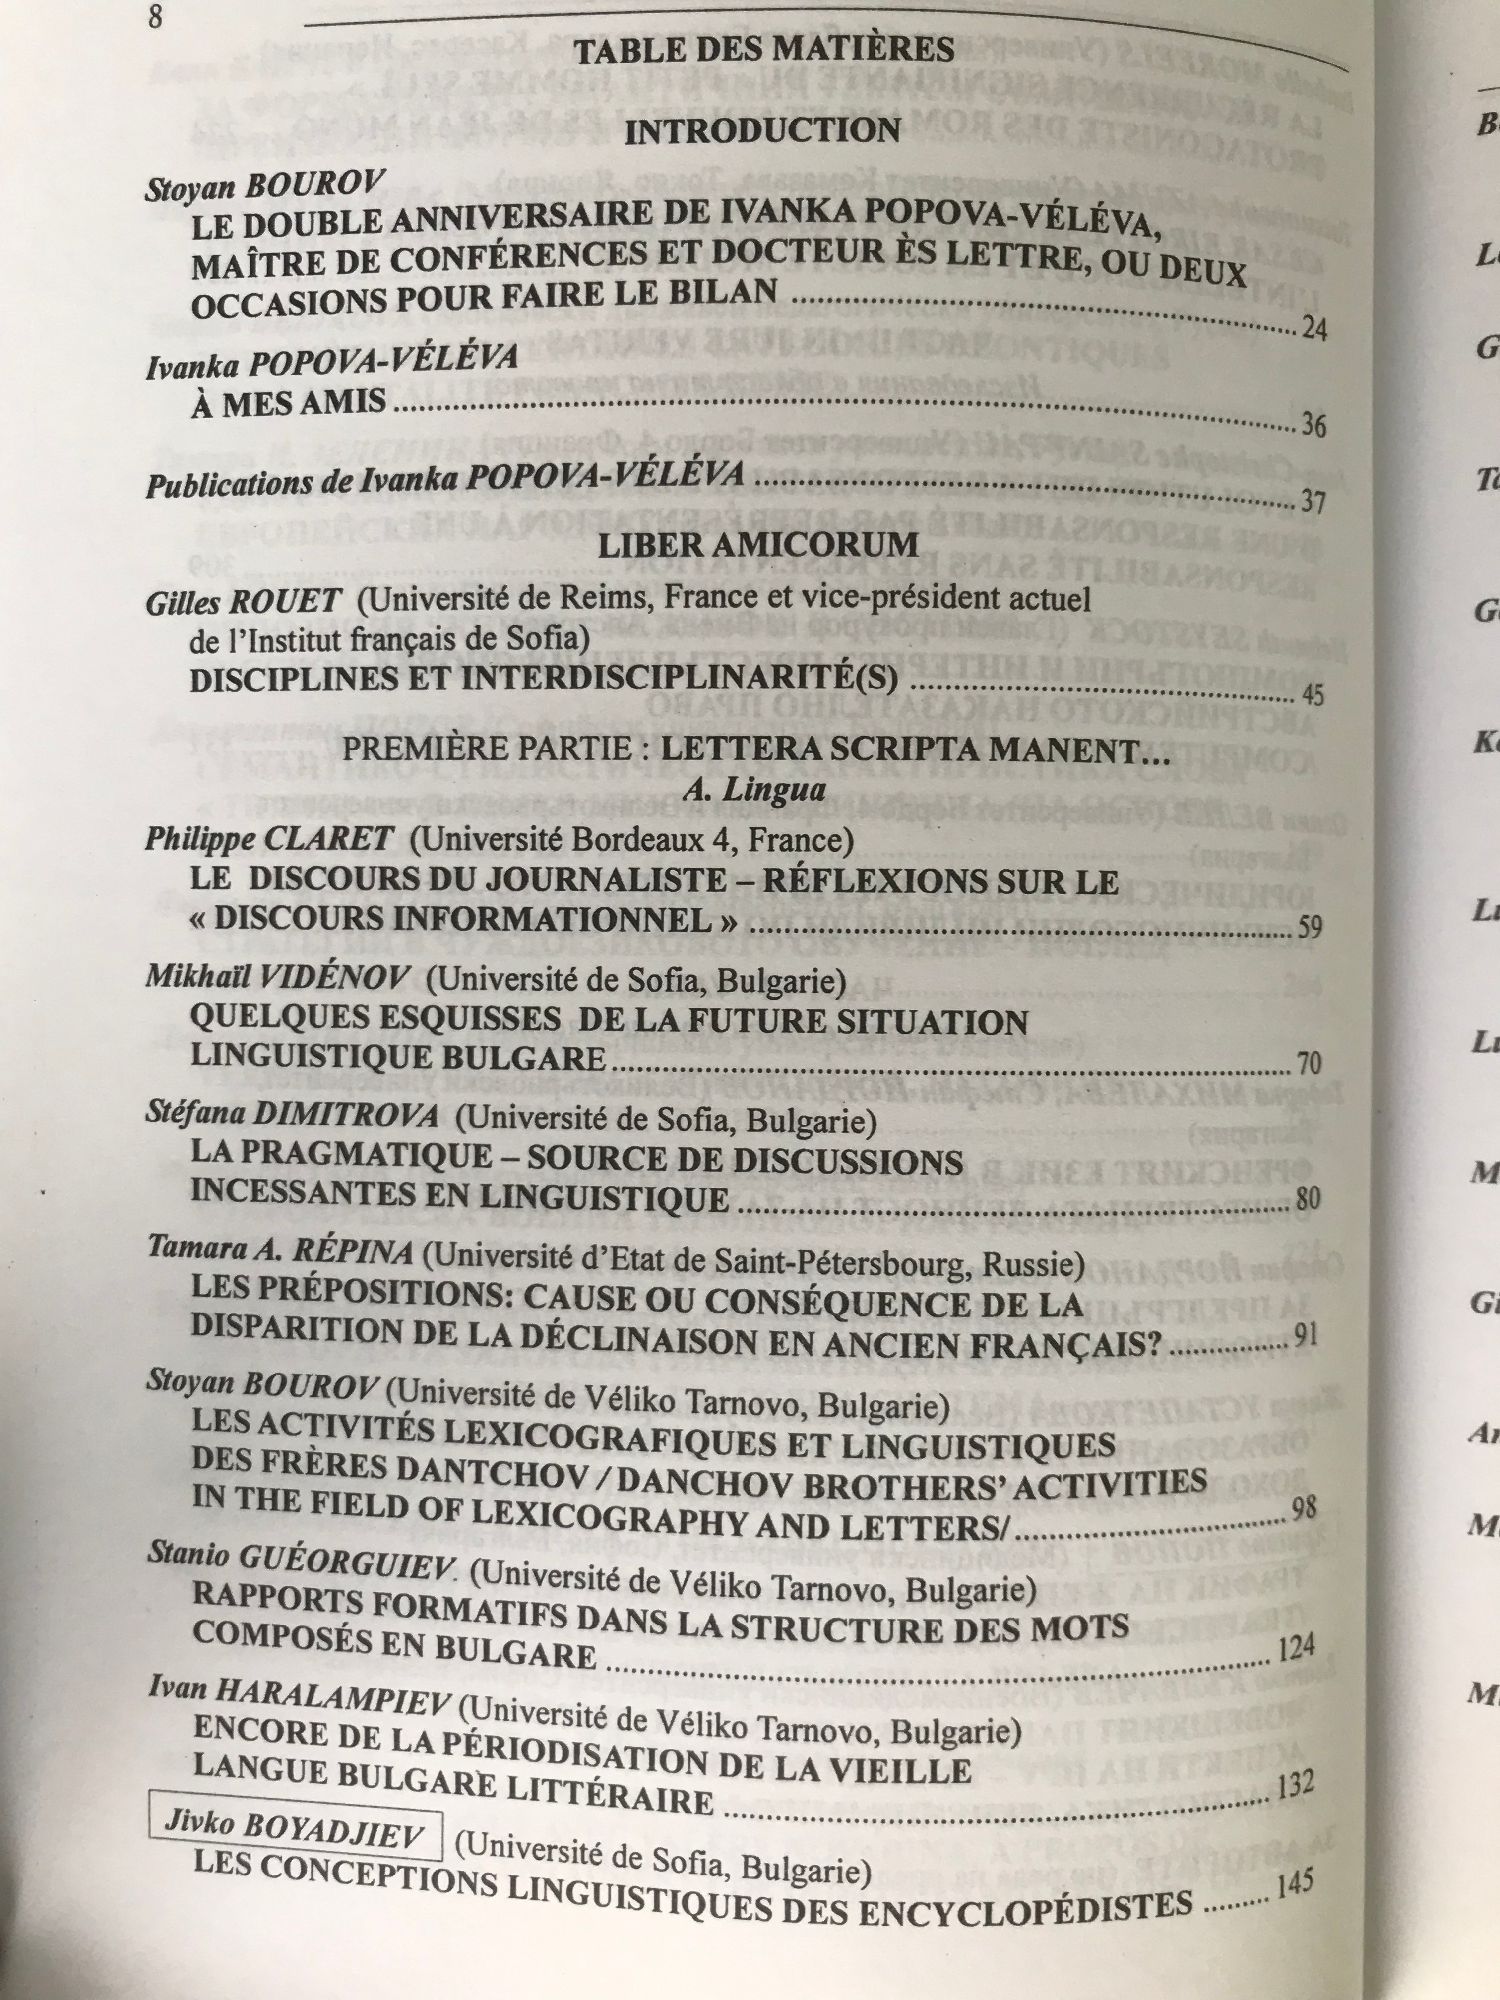 8
TABLE DES MATIÈRES
INTRODUCTION
Stoyan BOUROV
LE DOUBLE ANNIVERSAIRE DE IVANKA POPOVA-VÉLÉVA,
MAÎTRE DE CONFÉRENCES ET DOCTEUR ÈS LETTRE, OU DEUX
OCCASIONS POUR FAIRE LE BILAN ........ 24
Ivanka POPOVA-VÉLÉVA
À MES AMIS ........ 36
Publications de Ivanka POPOVA-VÉLÉVA ........ 37
LIBER AMICORUM
Gilles ROUET (Université de Reims, France et vice-président actuel
de l'Institut français de Sofia)
DISCIPLINES ET INTERDISCIPLINARITÉ(S) ........ 45
PREMIÈRE PARTIE : LETTERA SCRIPTA MANENT...
A. Lingua
Philippe CLARET (Université Bordeaux 4, France)
LE DISCOURS DU JOURNALISTE – RÉFLEXIONS SUR LE
« DISCOURS INFORMATIONNEL » ........ 59
Mikhaïl VIDÉNOV (Université de Sofia, Bulgarie)
QUELQUES ESQUISSES DE LA FUTURE SITUATION
LINGUISTIQUE BULGARE ........ 70
Stéfana DIMITROVA (Université de Sofia, Bulgarie)
LA PRAGMATIQUE – SOURCE DE DISCUSSIONS
INCESSANTES EN LINGUISTIQUE ........ 80
Tamara A. RÉPINA (Université d'Etat de Saint-Pétersbourg, Russie)
LES PRÉPOSITIONS: CAUSE OU CONSÉQUENCE DE LA
DISPARITION DE LA DÉCLINAISON EN ANCIEN FRANÇAIS? ........ 91
Stoyan BOUROV (Université de Véliko Tarnovo, Bulgarie)
LES ACTIVITÉS LEXICOGRAFIQUES ET LINGUISTIQUES
DES FRÈRES DANTCHOV / DANCHOV BROTHERS' ACTIVITIES
IN THE FIELD OF LEXICOGRAPHY AND LETTERS/ ........ 98
Stanio GUÉORGUIEV. (Université de Véliko Tarnovo, Bulgarie)
RAPPORTS FORMATIFS DANS LA STRUCTURE DES MOTS
COMPOSÉS EN BULGARE ........ 124
Ivan HARALAMPIEV (Université de Véliko Tarnovo, Bulgarie)
ENCORE DE LA PÉRIODISATION DE LA VIEILLE
LANGUE BULGARE LITTÉRAIRE ........ 132
Jivko BOYADJIEV (Université de Sofia, Bulgarie)
LES CONCEPTIONS LINGUISTIQUES DES ENCYCLOPÉDISTES ........ 145